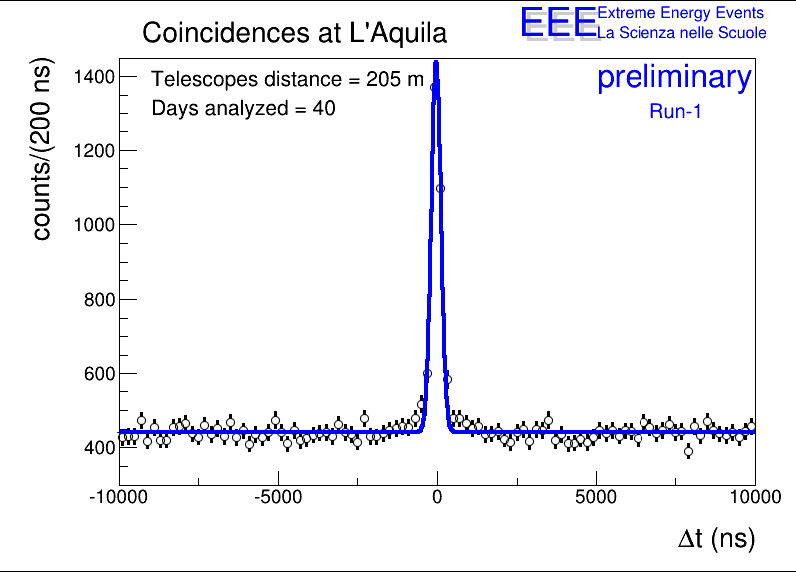 Coincidences at L'Aquila
EEE
Extreme Energy Events
La Scienza nelle Scuole
Telescopes distance = 205 m
Days analyzed = 40
preliminary
Run-1
counts/(200 ns)
1400
1200
1000
800
600
400
-10000 -5000 0 5000 10000
Δt (ns)